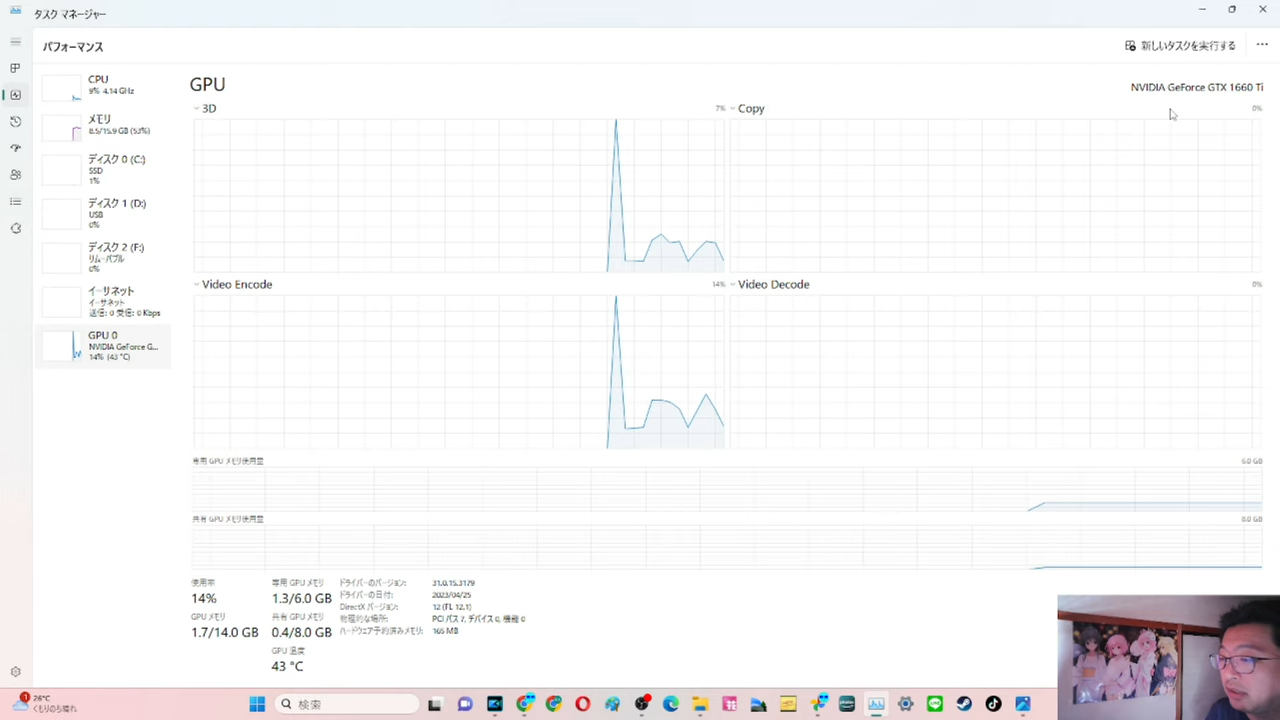 タスク マネージャー
パフォーマンス
新しいタスクを実行する
CPU
9% 4.14 GHz
メモリ
8.5/15.9 GB (53%)
ディスク 0 (C:)
SSD
1%
ディスク 1 (D:)
USB
0%
ディスク 2 (F:)
リムーバブル
0%
イーサネット
イーサネット
送信: 0 受信: 0 Kbps
GPU 0
NVIDIA GeForce G...
14% (43 °C)
GPU
NVIDIA GeForce GTX 1660 Ti
3D 7%
Copy 0%
Video Encode 14%
Video Decode 0%
専用 GPU メモリ使用量 6.0 GB
共有 GPU メモリ使用量 8.0 GB
使用率
14%
専用 GPU メモリ
1.3/6.0 GB
GPU メモリ
1.7/14.0 GB
共有 GPU メモリ
0.4/8.0 GB
GPU 温度
43 °C
ドライバーのバージョン: 31.0.15.3179
ドライバーの日付: 2023/04/25
DirectX バージョン: 12 (FL 12.1)
物理的な場所: PCI バス 7, デバイス 0, 機能 0
ハードウェア予約済みメモリ: 165 MB
1
26°C
くもりのち晴れ
検索